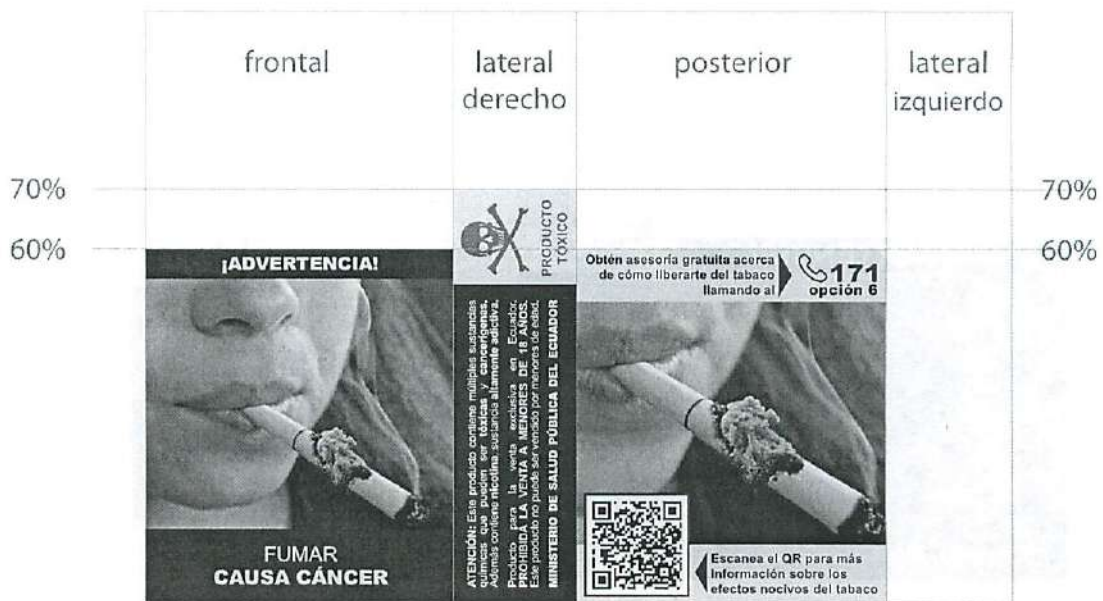 frontal
lateral
derecho
posterior
lateral
izquierdo
70%
70%
60%
60%
¡ADVERTENCIA!
FUMAR
CAUSA CÁNCER
PRODUCTO
TÓXICO
ATENCIÓN: Este producto contiene múltiples sustancias
químicas que pueden ser tóxicas y cancerígenas.
Además contiene nicotina, sustancia altamente adictiva.
Producto para la venta exclusiva en Ecuador.
PROHIBIDA LA VENTA A MENORES DE 18 AÑOS.
Este producto no puede ser vendido por menores de edad.
MINISTERIO DE SALUD PÚBLICA DEL ECUADOR
Obtén asesoría gratuita acerca
de cómo liberarte del tabaco
llamando al
171
opción 6
Escanea el QR para más
Información sobre los
efectos nocivos del tabaco